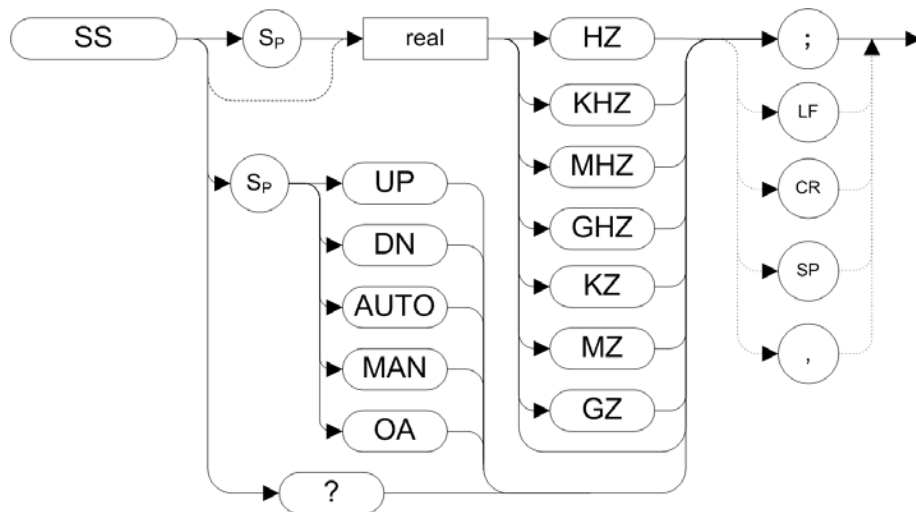 SS
SP
real
HZ
;
KHZ
LF
MHZ
CR
SP
UP
GHZ
DN
SP
KZ
AUTO
MZ
,
MAN
GZ
OA
?